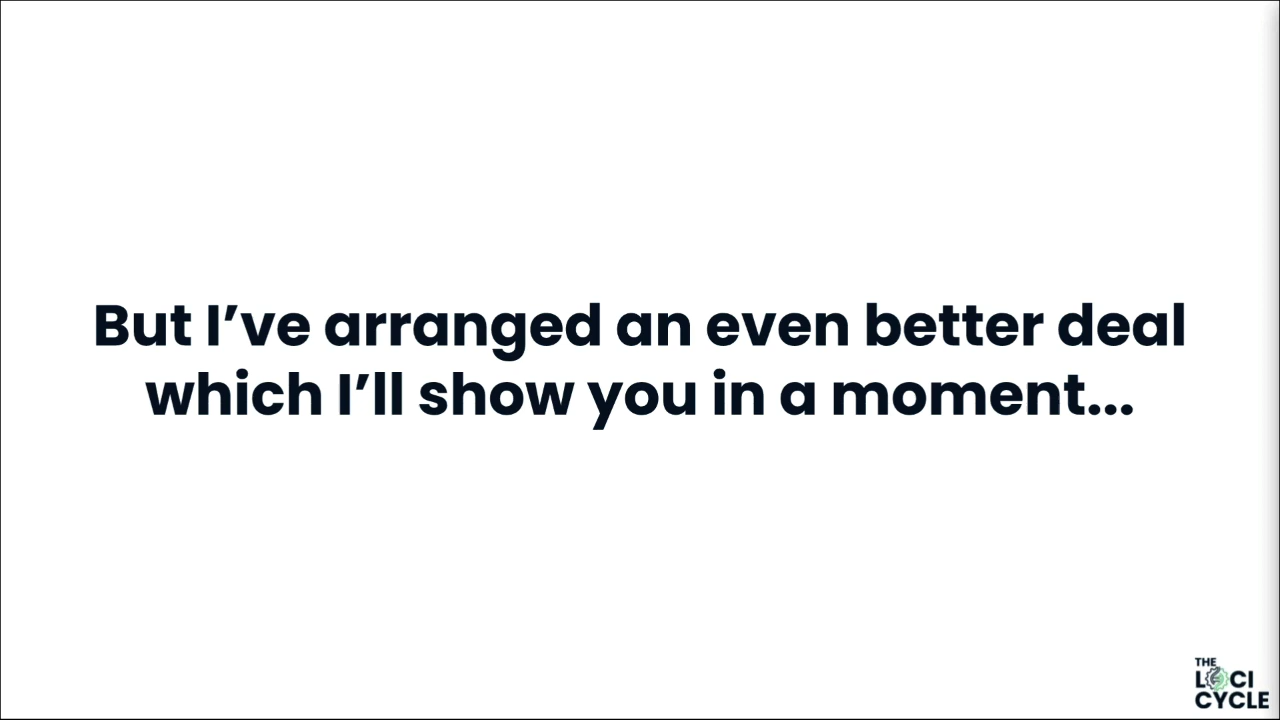 But I’ve arranged an even better deal
which I’ll show you in a moment...
THE
LOCI
CYCLE